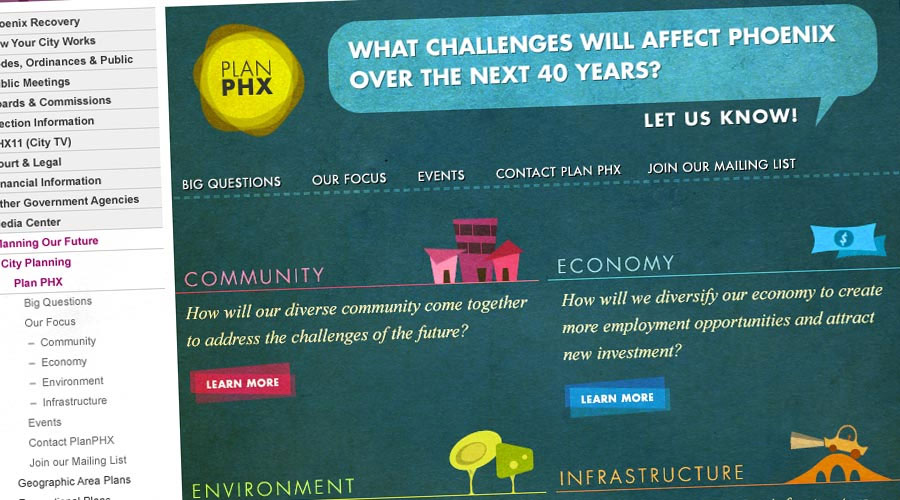 oenix Recovery
w Your City Works
des, Ordinances & Public
ublic Meetings
oards & Commissions
ection Information
HX11 (City TV)
ourt & Legal
nancial Information
ther Government Agencies
edia Center
lanning Our Future
City Planning
Plan PHX
Big Questions
Our Focus
– Community
– Economy
– Environment
– Infrastructure
Events
Contact PlanPHX
Join our Mailing List
Geographic Area Plans
PLAN
PHX
WHAT CHALLENGES WILL AFFECT PHOENIX
OVER THE NEXT 40 YEARS?
LET US KNOW!
BIG QUESTIONS OUR FOCUS EVENTS CONTACT PLAN PHX JOIN OUR MAILING LIST
COMMUNITY
How will our diverse community come together
to address the challenges of the future?
LEARN MORE
ECONOMY
$
How will we diversify our economy to create
more employment opportunities and attract
new investment?
LEARN MORE
ENVIRONMENT
INFRASTRUCTURE